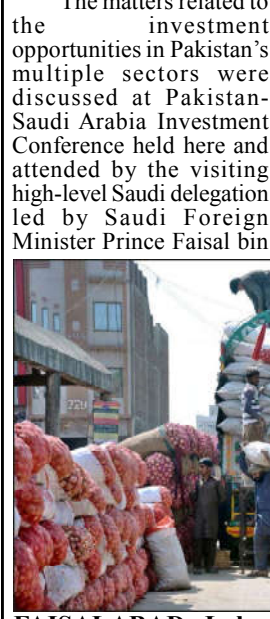 The matters related to
the investment
opportunities in Pakistan's
multiple sectors were
discussed at Pakistan-
Saudi Arabia Investment
Conference held here and
attended by the visiting
high-level Saudi delegation
led by Saudi Foreign
Minister Prince Faisal bin
FAISALABAD: